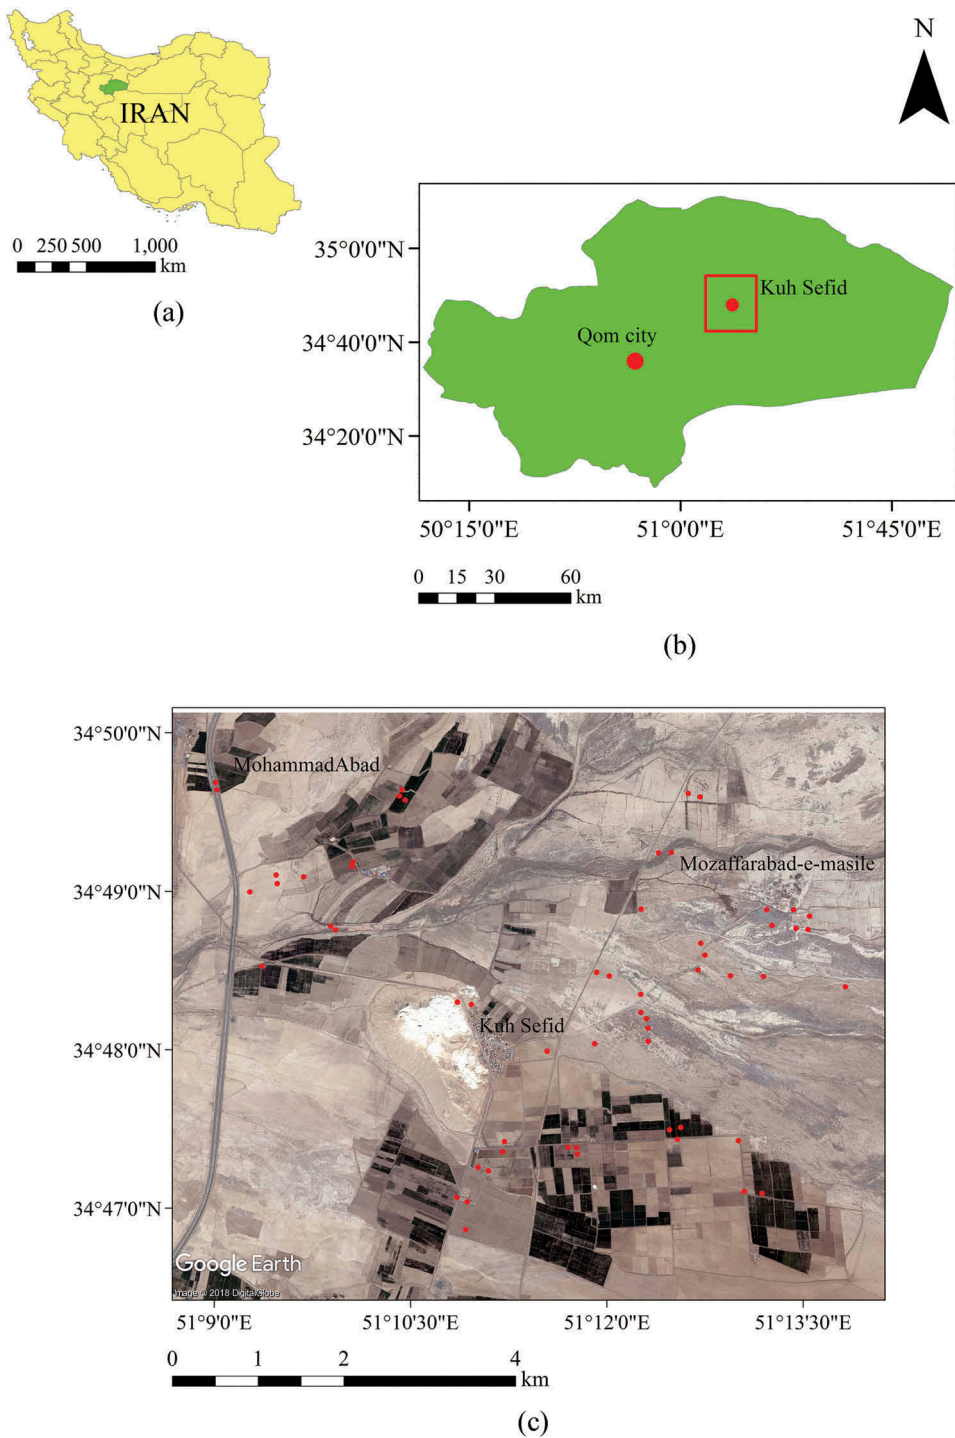 N
IRAN
0 250 500 1,000
km
(a)
35°0'0"N
34°40'0"N
34°20'0"N
Kuh Sefid
Qom city
50°15'0"E 51°0'0"E 51°45'0"E
0 15 30 60
km
(b)
34°50'0"N
34°49'0"N
34°48'0"N
34°47'0"N
MohammadAbad
Mozaffarabad-e-masile
Kuh Sefid
Google Earth
Image © 2018 DigitalGlobe
51°9'0"E 51°10'30"E 51°12'0"E 51°13'30"E
0 1 2 4
km
(c)